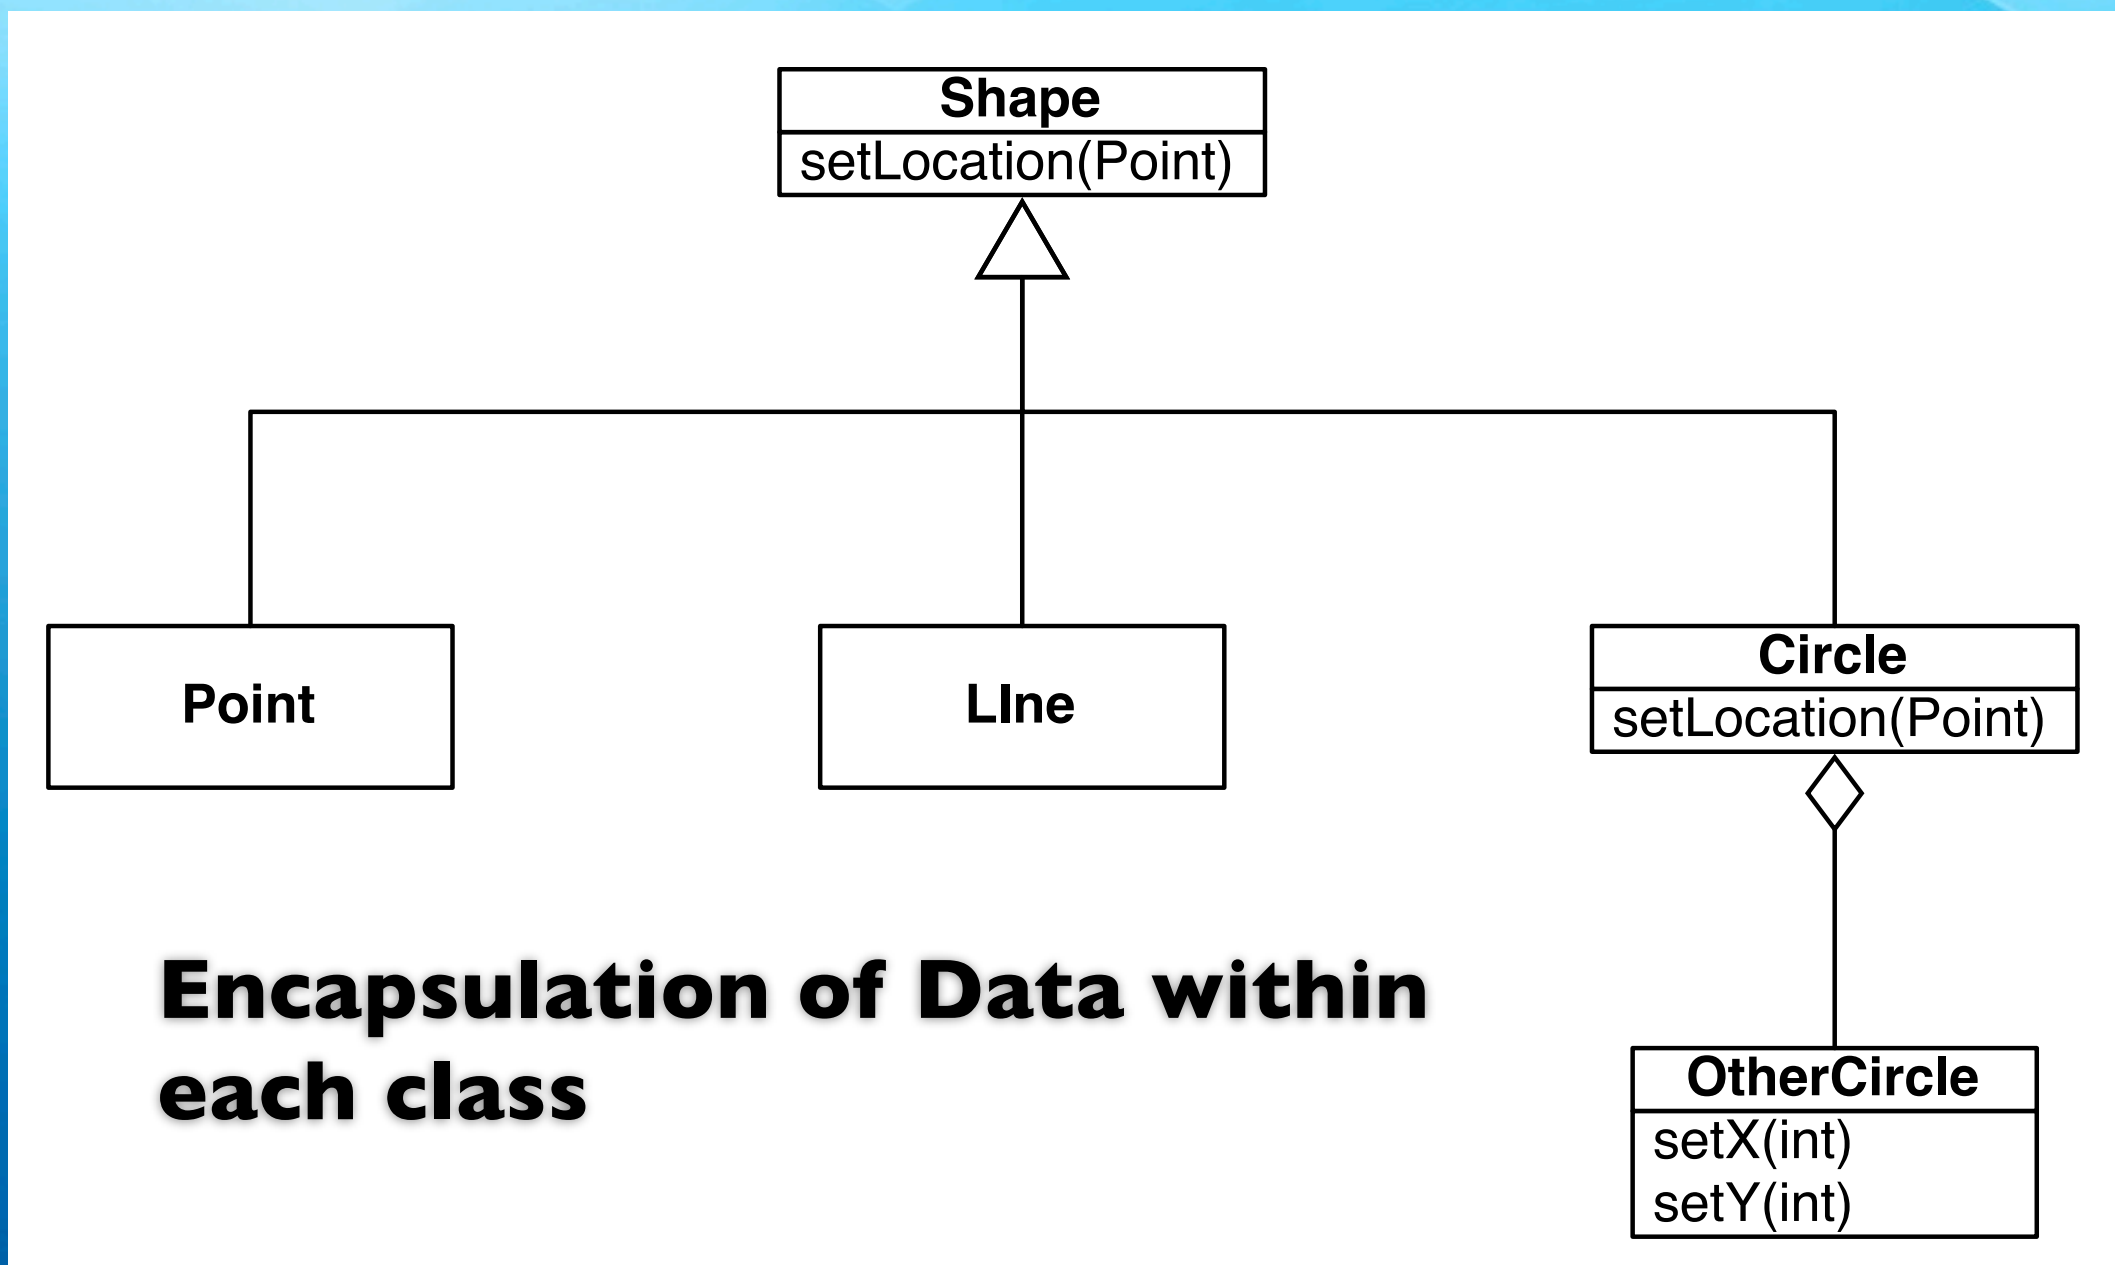 Shape
setLocation(Point)
Point
LIne
Circle
setLocation(Point)
Encapsulation of Data within
each class
OtherCircle
setX(int)
setY(int)